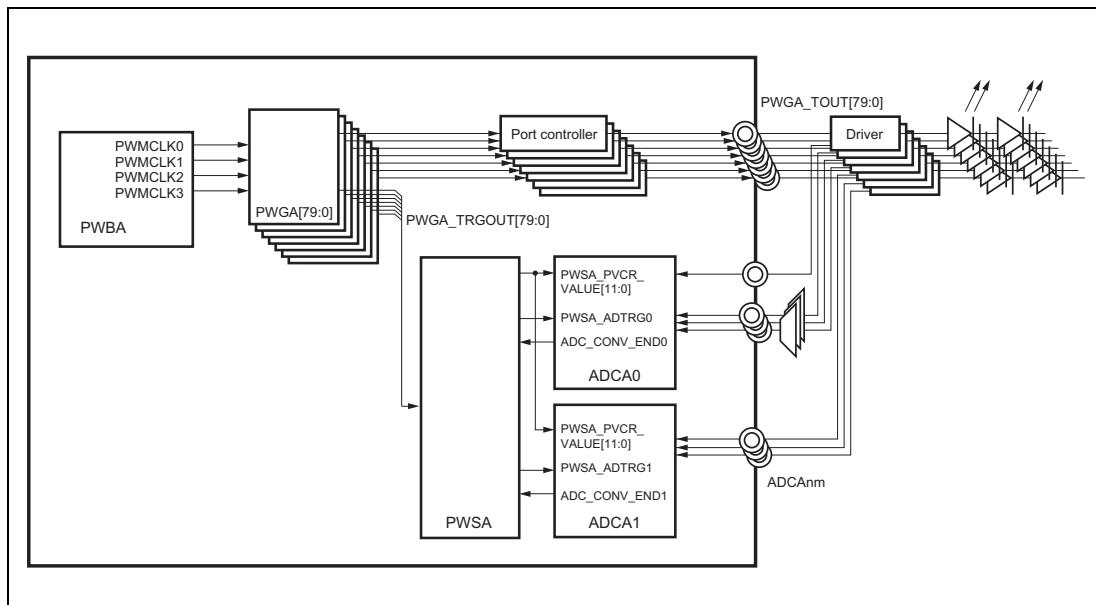 PWGA_TOUT[79:0]
PWMCLK0
PWMCLK1
PWMCLK2
PWMCLK3
PWBA
PWGA[79:0]
Port controller
Driver
PWGA_TRGOUT[79:0]
PWSA_PVCR_
VALUE[11:0]
PWSA_ADTRG0
ADC_CONV_END0
ADCA0
PWSA_PVCR_
VALUE[11:0]
PWSA_ADTRG1
ADC_CONV_END1
ADCA1
PWSA
ADCAnm